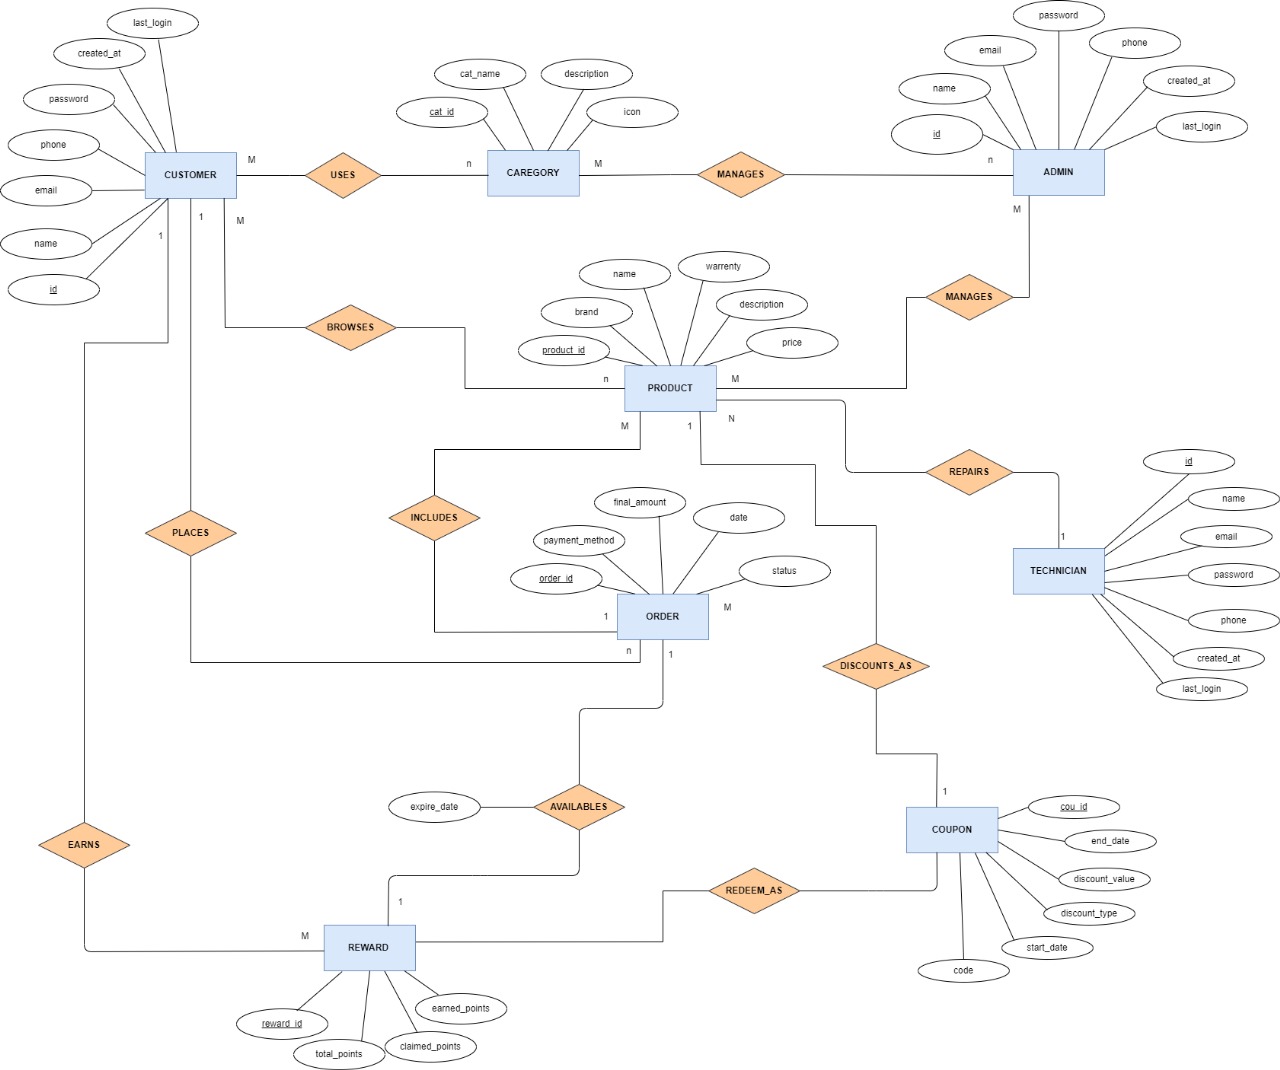 last_login
created_at
password
phone
email
name
id
CUSTOMER
M
1
1
M
USES
n
cat_name
description
cat_id
icon
CAREGORY
M
MANAGES
n
password
email
phone
name
created_at
id
last_login
ADMIN
M
MANAGES
BROWSES
n
name
warrenty
brand
description
product_id
price
PRODUCT
M
M
1
N
REPAIRS
1
id
name
email
password
phone
created_at
last_login
TECHNICIAN
INCLUDES
PLACES
final_amount
date
payment_method
status
order_id
ORDER
1
M
n
1
DISCOUNTS_AS
1
expire_date
AVAILABLES
EARNS
COUPON
cou_id
end_date
discount_value
discount_type
start_date
code
REDEEM_AS
1
M
REWARD
earned_points
reward_id
claimed_points
total_points